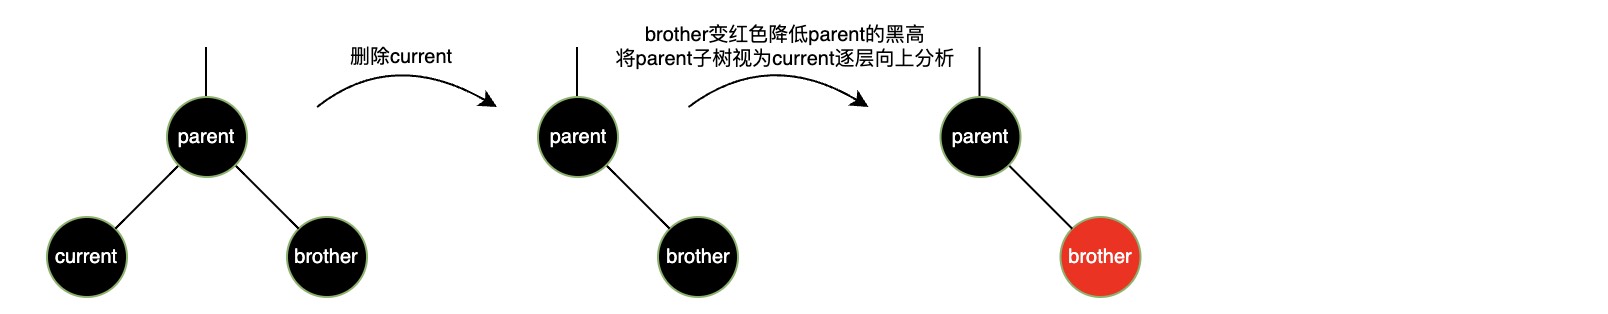 删除current
brother变红色降低parent的黑高
将parent子树视为current逐层向上分析
parent
parent
parent
current
brother
brother
brother